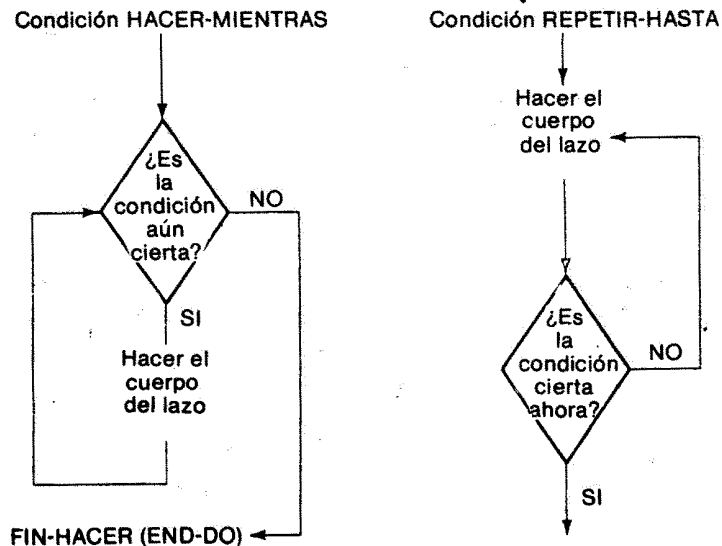 Condición HACER-MIENTRAS
¿Es
la
condición
aún
cierta?
NO
SI
Hacer el
cuerpo
del lazo
FIN-HACER (END-DO)
Condición REPETIR-HASTA
Hacer el
cuerpo
del lazo
¿Es
la
condición
cierta
ahora?
NO
SI